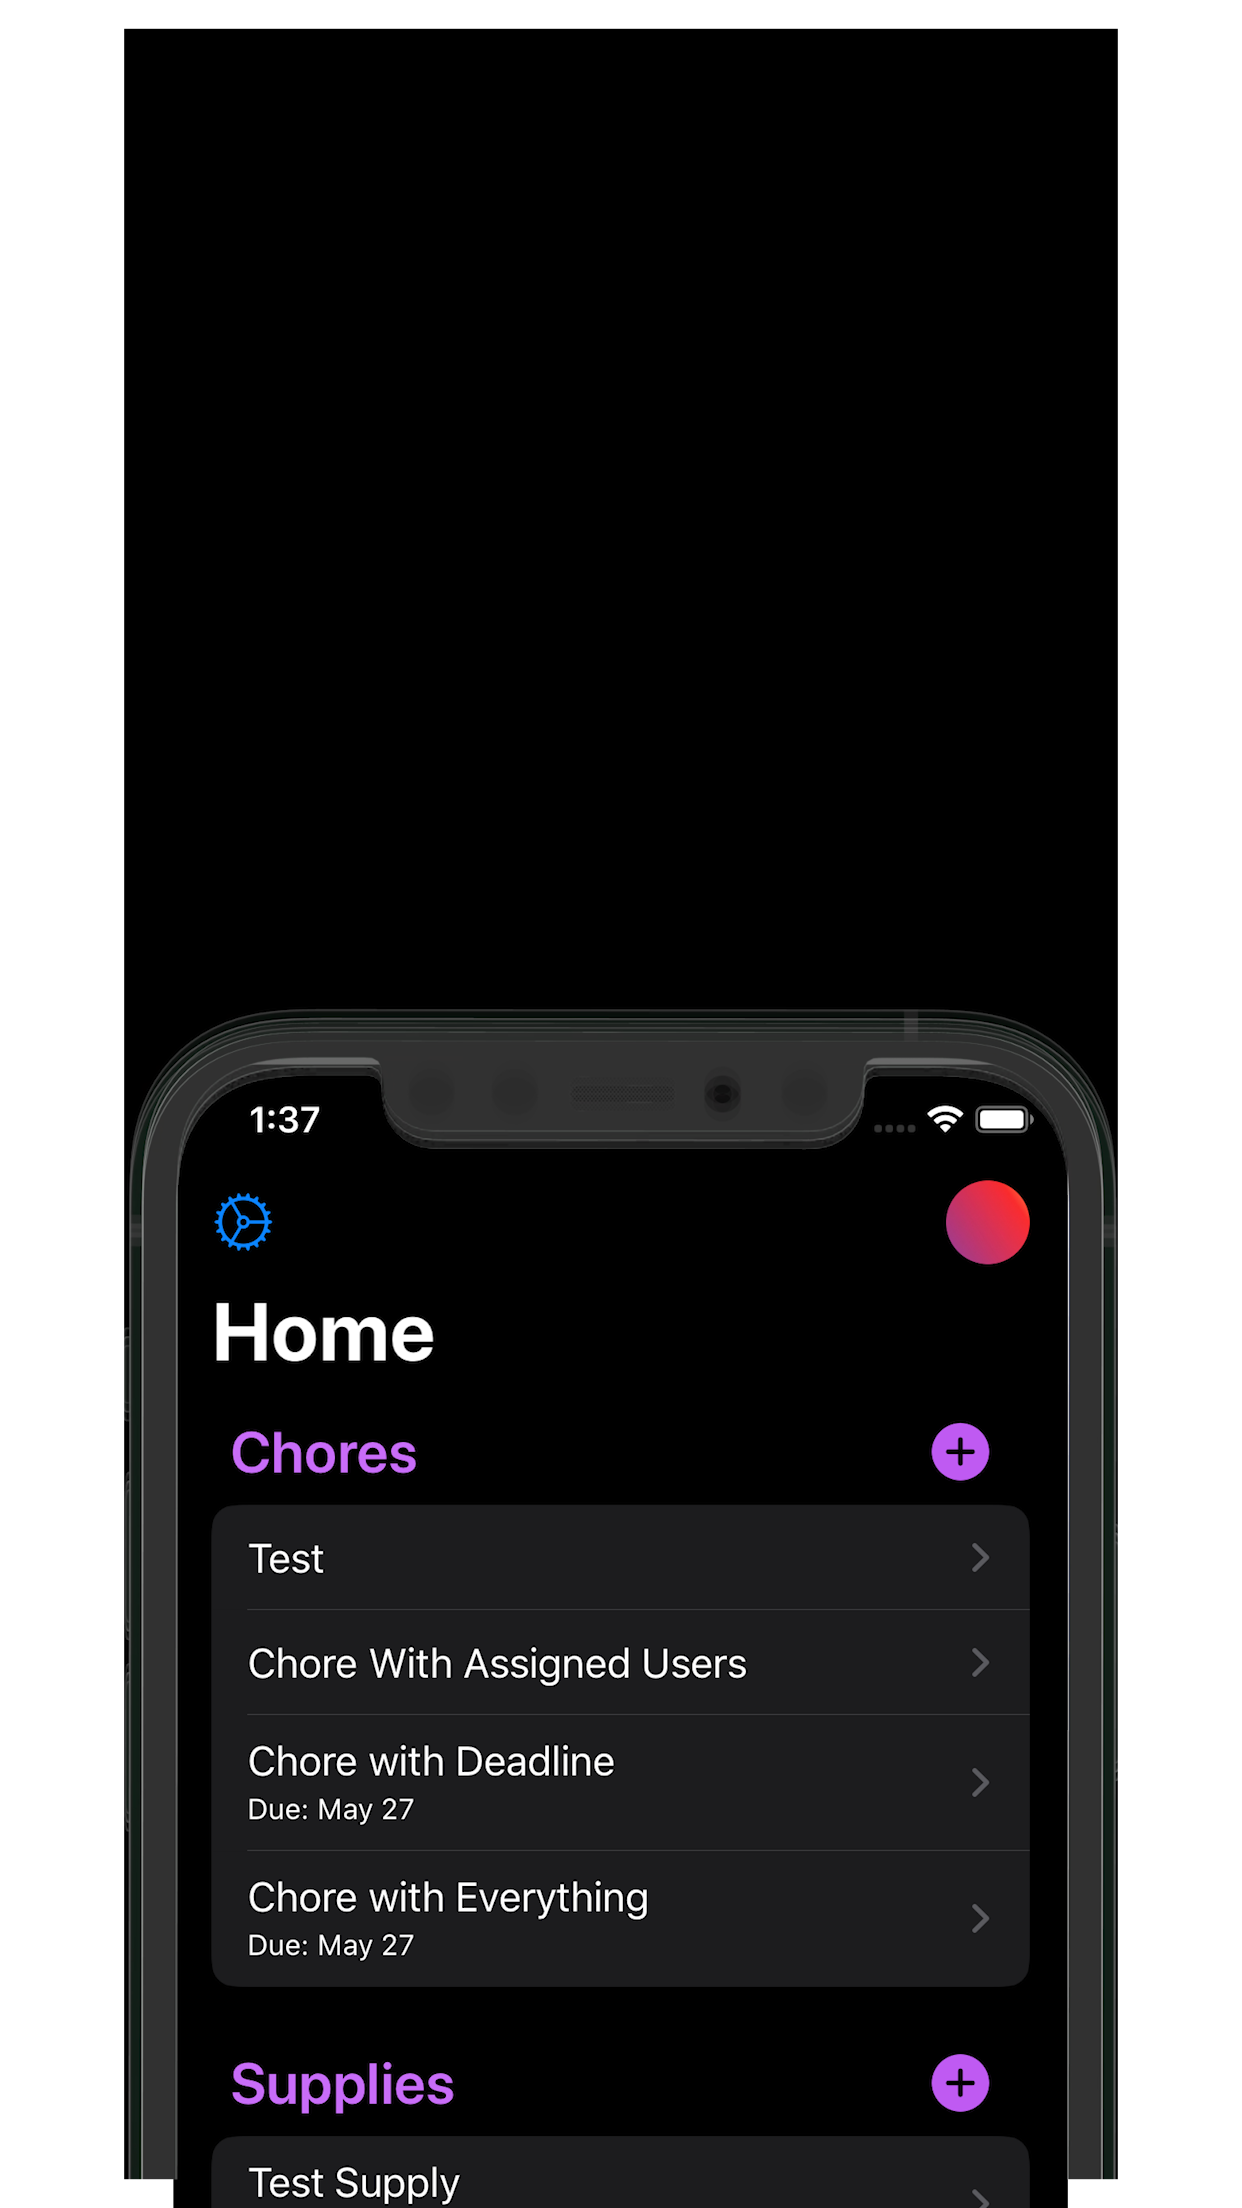 1:37
Home
Chores
Test
Chore With Assigned Users
Chore with Deadline
Due: May 27
Chore with Everything
Due: May 27
Supplies
Test Supply